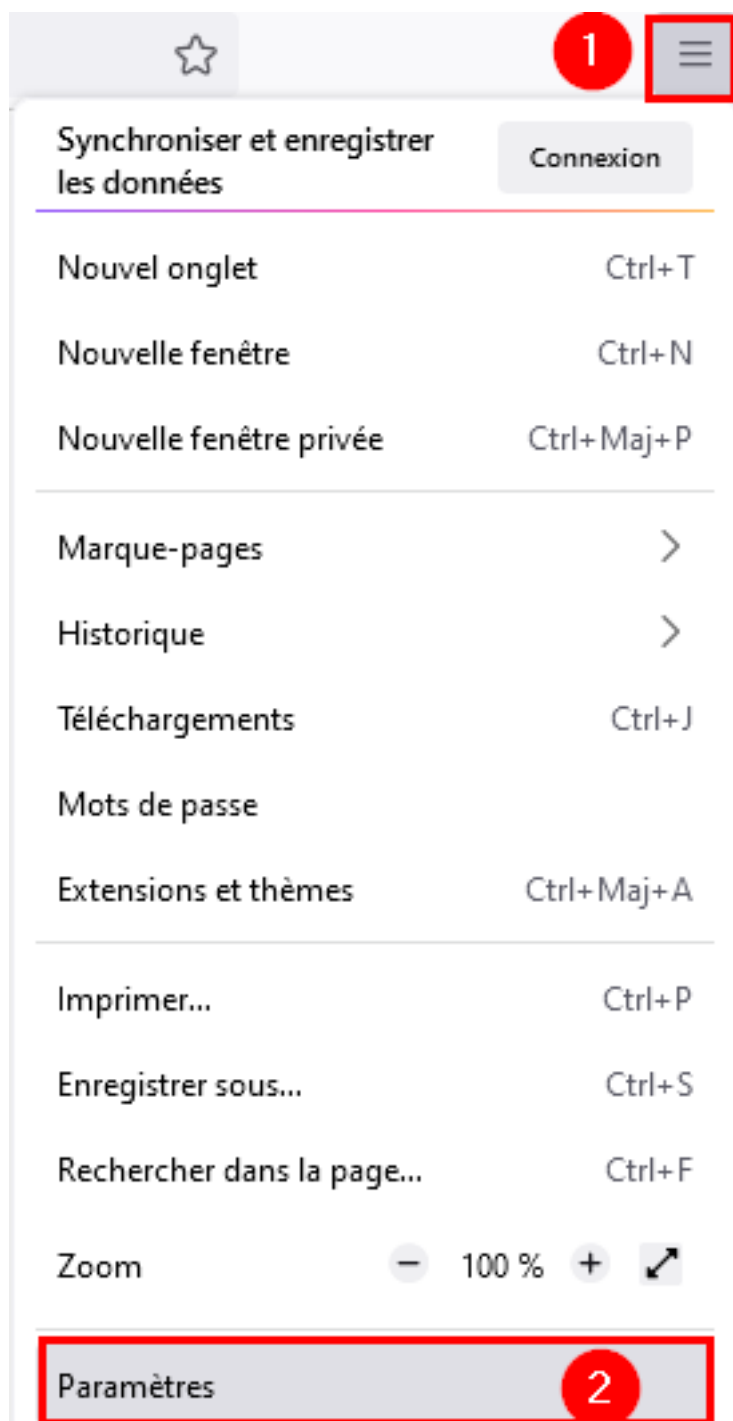 1
Synchroniser et enregistrer
les données
Connexion
Nouvel onglet Ctrl+T
Nouvelle fenêtre Ctrl+N
Nouvelle fenêtre privée Ctrl+Maj+P
Marque-pages
Historique
Téléchargements Ctrl+J
Mots de passe
Extensions et thèmes Ctrl+Maj+A
Imprimer... Ctrl+P
Enregistrer sous... Ctrl+S
Rechercher dans la page... Ctrl+F
Zoom − 100 % +
Paramètres 2